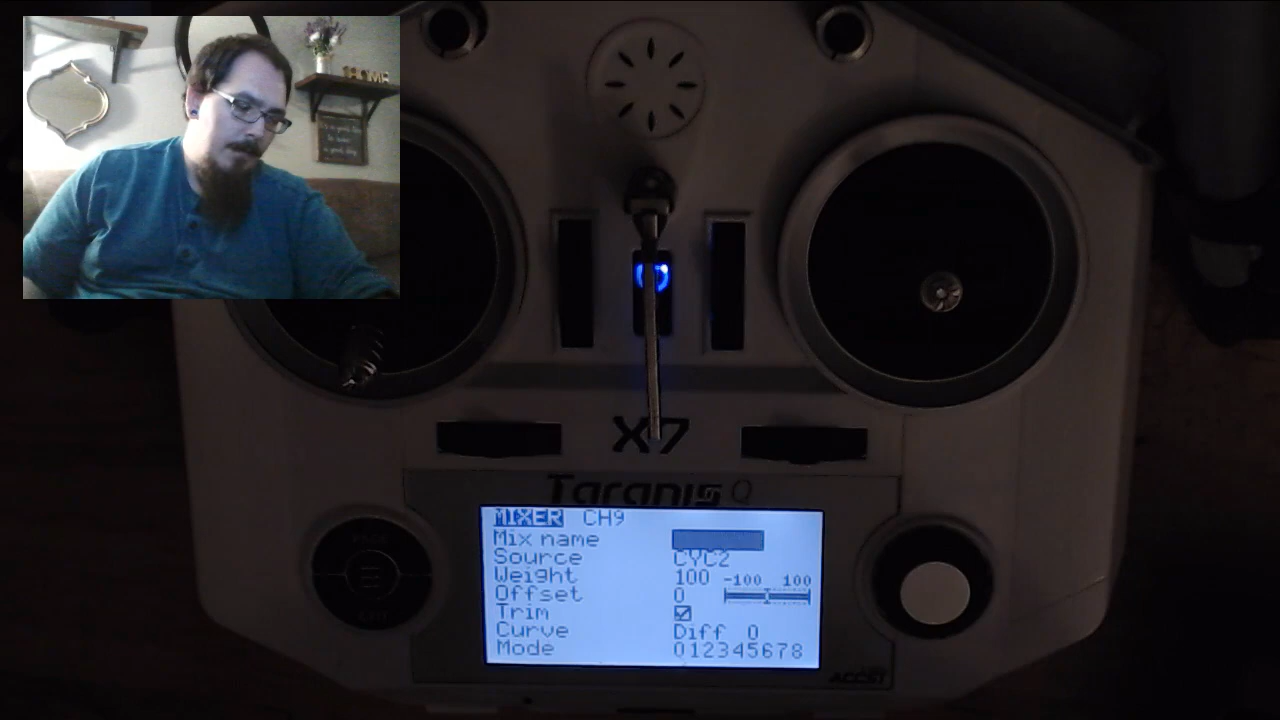 HOME
X7
Taranis Q
MIXER CH9
Mix name
Source CYC2
Weight 100 -100 100
Offset 0
Trim
Curve Diff 0
Mode 012345678
ACCST